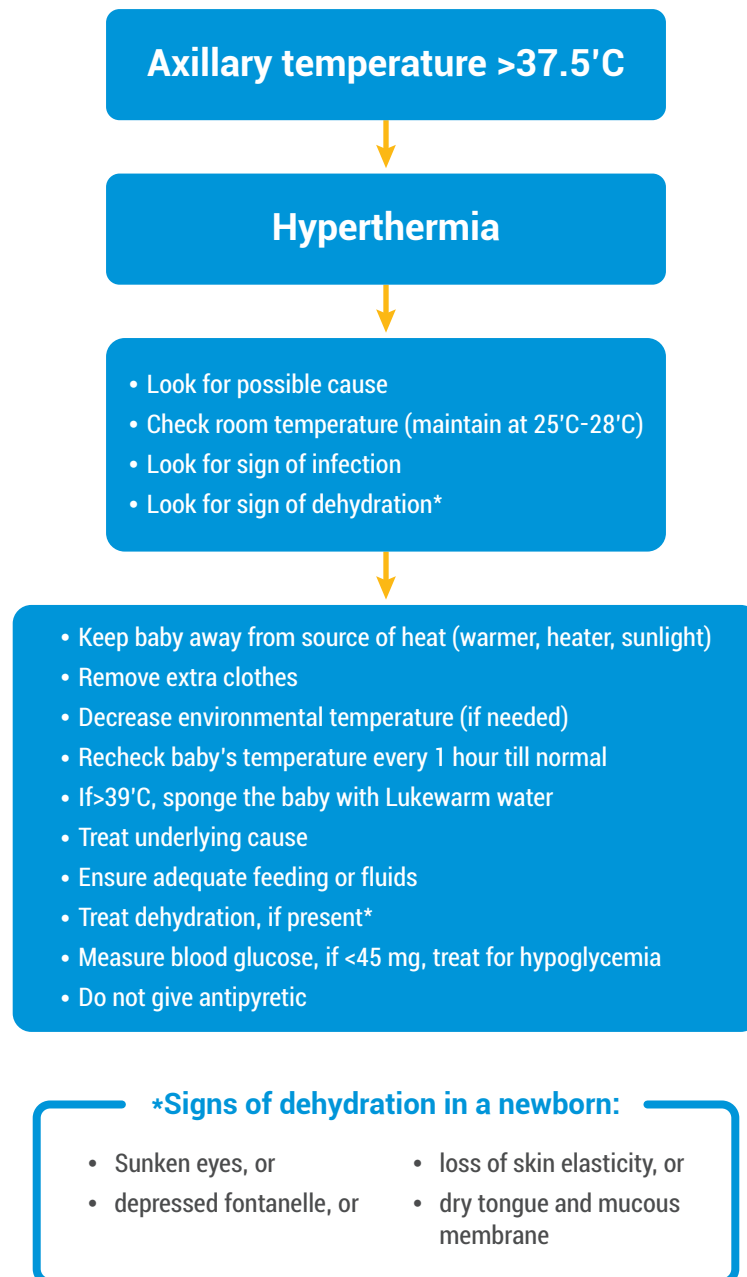 Axillary temperature >37.5'C
Hyperthermia
• Look for possible cause
• Check room temperature (maintain at 25'C-28'C)
• Look for sign of infection
• Look for sign of dehydration*
• Keep baby away from source of heat (warmer, heater, sunlight)
• Remove extra clothes
• Decrease environmental temperature (if needed)
• Recheck baby's temperature every 1 hour till normal
• If>39'C, sponge the baby with Lukewarm water
• Treat underlying cause
• Ensure adequate feeding or fluids
• Treat dehydration, if present*
• Measure blood glucose, if <45 mg, treat for hypoglycemia
• Do not give antipyretic
*Signs of dehydration in a newborn:
• Sunken eyes, or
• depressed fontanelle, or
• loss of skin elasticity, or
• dry tongue and mucous
membrane